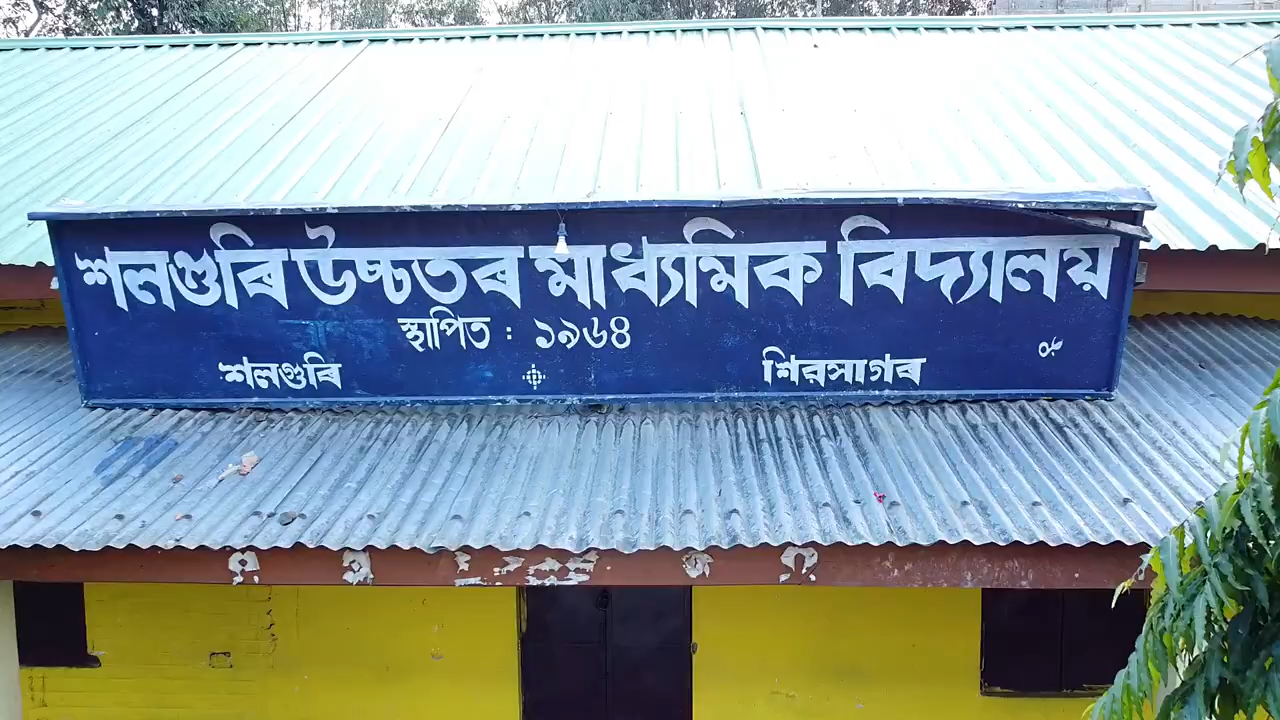 শলগুৰি উচ্চতৰ মাধ্যমিক বিদ্যালয়
স্থাপিত : ১৯৬৪
শলগুৰি শিৱসাগৰ